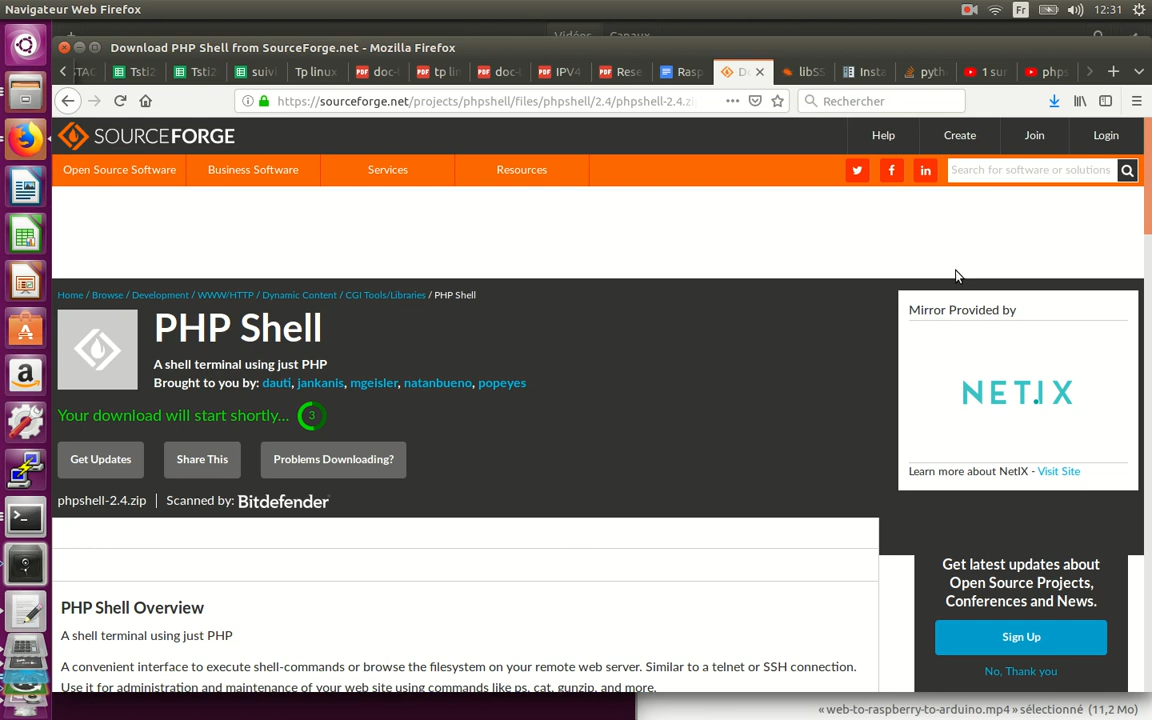 Navigateur Web Firefox
Fr
12:31
Vidéos
Canaux
Download PHP Shell from SourceForge.net - Mozilla Firefox
Tsti2
Tsti2
suivi
Tp linux
PDF doc-
PDF tp lin
PDF doc-
PDF IPV4
PDF Rese
Rasp
libSS
Insta
pyth
1 sur
phps
https://sourceforge.net/projects/phpshell/files/phpshell/2.4/phpshell-2.4.zi
Rechercher
SOURCEFORGE
Help
Create
Join
Login
Open Source Software
Business Software
Services
Resources
Search for software or solutions
Home / Browse / Development / WWW/HTTP / Dynamic Content / CGI Tools/Libraries / PHP Shell
PHP Shell
A shell terminal using just PHP
Brought to you by: dauti, jankanis, mgeisler, natanbueno, popeyes
Your download will start shortly... 3
Get Updates
Share This
Problems Downloading?
phpshell-2.4.zip | Scanned by: Bitdefender
Mirror Provided by
NETIX
Learn more about NetIX - Visit Site
PHP Shell Overview
A shell terminal using just PHP
A convenient interface to execute shell-commands or browse the filesystem on your remote web server. Similar to a telnet or SSH connection.
Use it for administration and maintenance of your web site using commands like ps, cat, gunzip, and more.
Get latest updates about
Open Source Projects,
Conferences and News.
Sign Up
No, Thank you
« web-to-raspberry-to-arduino.mp4 » sélectionné (11,2 Mo)